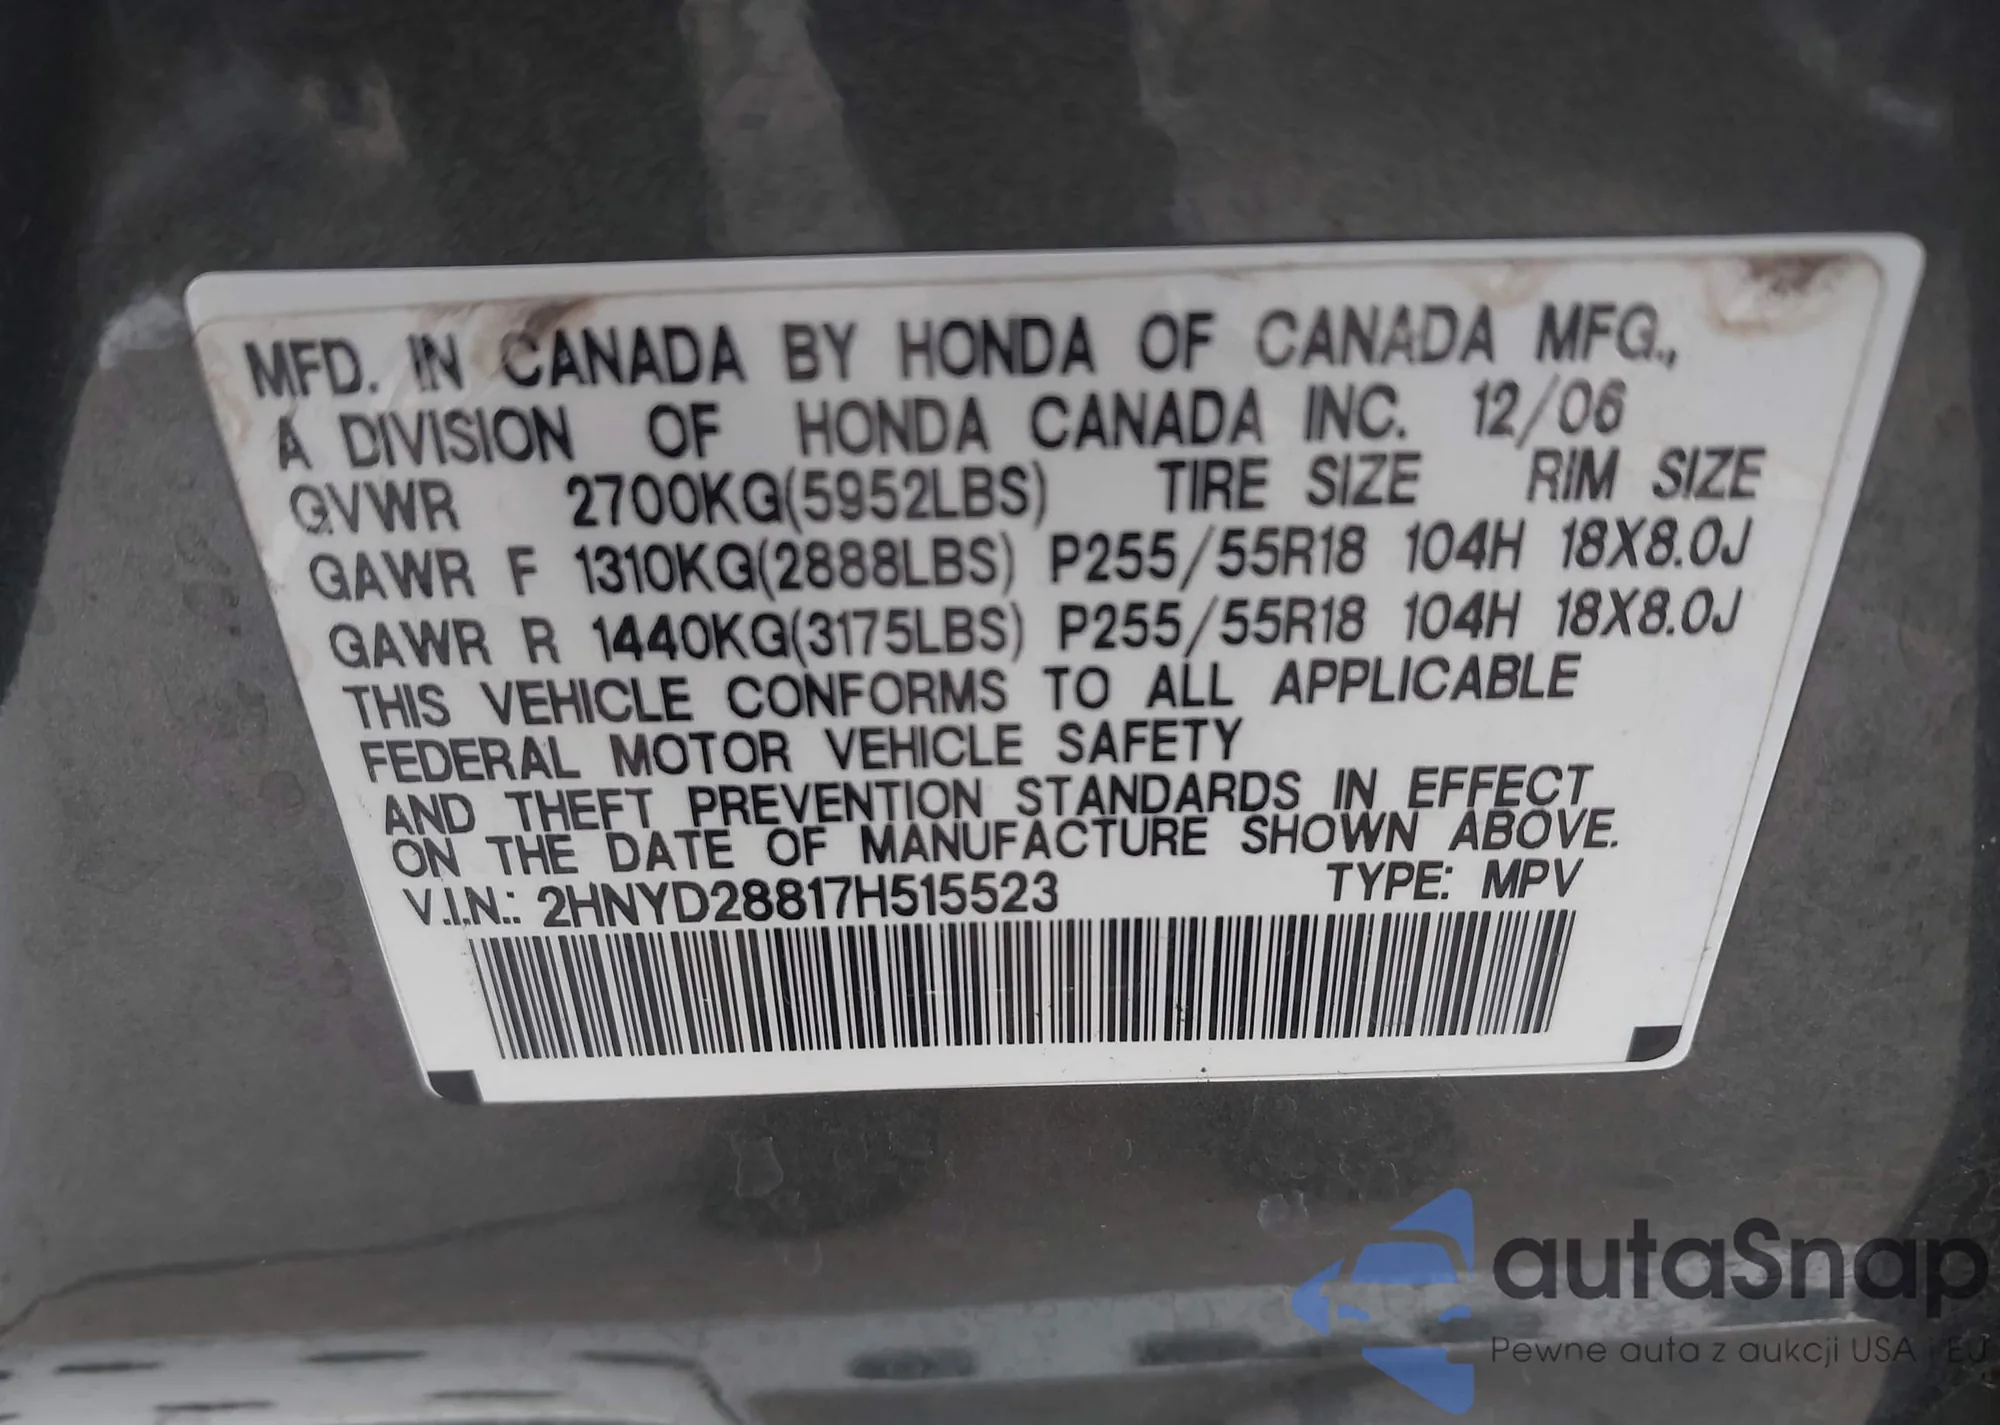 MFD. IN CANADA BY HONDA OF CANADA MFG.,
A DIVISION OF HONDA CANADA INC. 12/06
GVWR 2700KG(5952LBS) TIRE SIZE RIM SIZE
GAWR F 1310KG(2888LBS) P255/55R18 104H 18X8.0J
GAWR R 1440KG(3175LBS) P255/55R18 104H 18X8.0J
THIS VEHICLE CONFORMS TO ALL APPLICABLE
FEDERAL MOTOR VEHICLE SAFETY
AND THEFT PREVENTION STANDARDS IN EFFECT
ON THE DATE OF MANUFACTURE SHOWN ABOVE.
V.I.N.: 2HNYD28817H515523 TYPE: MPV
autaSnap
Pewne auta z aukcji USA i EU